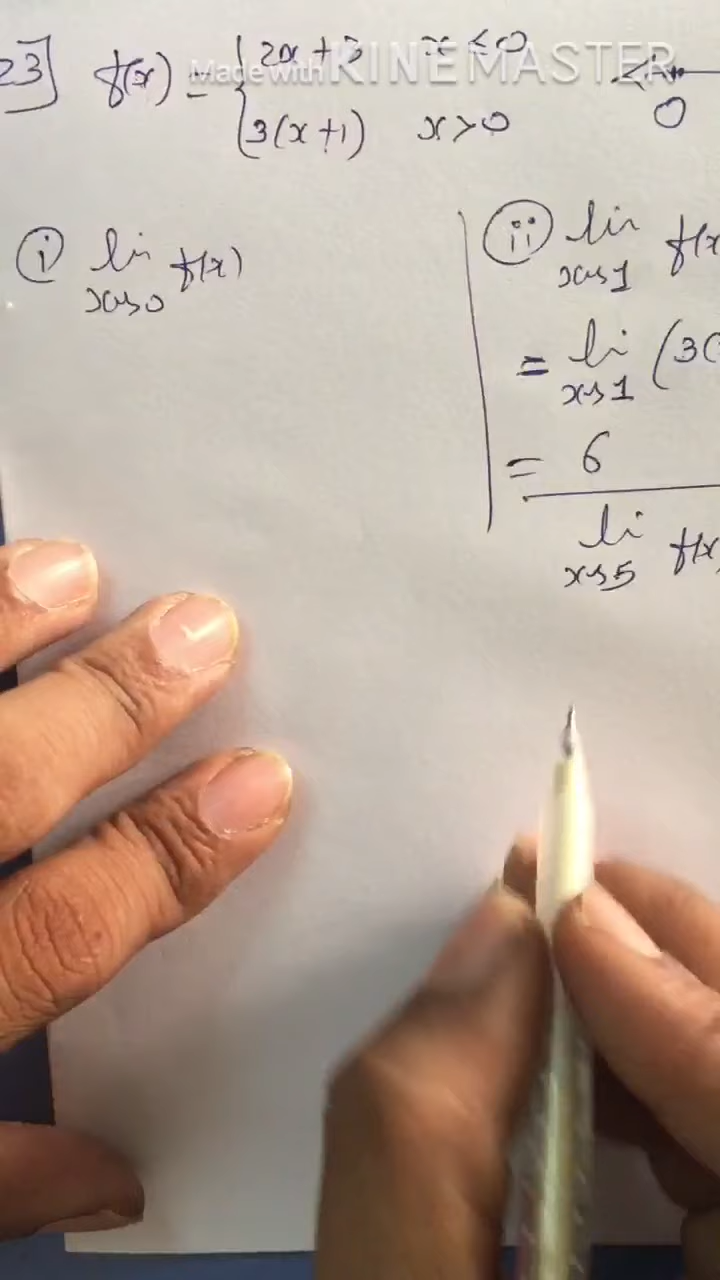 23] f(x) = { 2x + 3 x ≤ 0
Made with KINEMASTER
{ 3(x+1) x > 0
0
(i) lim f(x)
x→0
(ii) lim f(x
x→1
= lim (3(
x→1
= 6
lim f(x
x→5